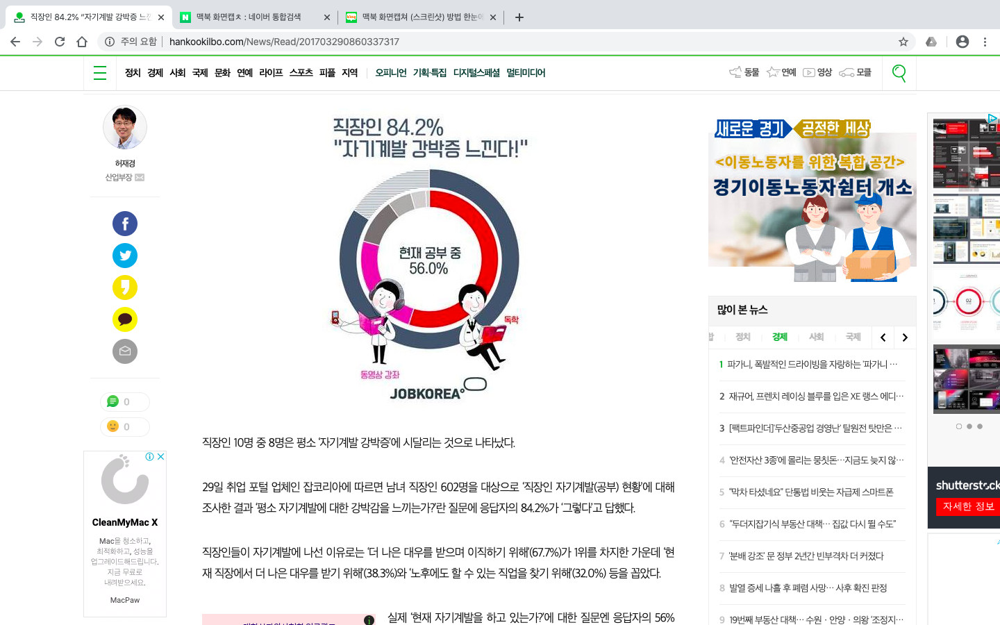 직장인 84.2% “자기계발 강박증 느낀
맥북 화면캡ㅊ : 네이버 통합검색
맥북 화면캡쳐 (스크린샷) 방법 한눈에
주의 요함
hankookilbo.com/News/Read/201703290860337317
정치 경제 사회 국제 문화 연예 라이프 스포츠 피플 지역
오피니언 기획·특집 디지털스페셜 멀티미디어
동물 연예 영상 모클
허재경
산업부장
0
0
CleanMyMac X
Mac을 청소하고,
최적화하고, 성능을
업그레이드해드립니다.
지금 무료로
내려받으세요.
MacPaw
직장인 84.2%
"자기계발 강박증 느낀다!"
현재 공부 중
56.0%
독학
동영상 강좌
JOBKOREA
직장인 10명 중 8명은 평소 ‘자기계발 강박증’에 시달리는 것으로 나타났다.
29일 취업 포털 업체인 잡코리아에 따르면 남녀 직장인 602명을 대상으로 ‘직장인 자기계발(공부) 현황’에 대해
조사한 결과 ‘평소 자기계발에 대한 강박감을 느끼는가?’란 질문에 응답자의 84.2%가 ‘그렇다’고 답했다.
직장인들이 자기계발에 나선 이유로는 ‘더 나은 대우를 받으며 이직하기 위해’(67.7%)가 1위를 차지한 가운데 ‘현
재 직장에서 더 나은 대우를 받기 위해’(38.3%)와 ‘노후에도 할 수 있는 직업을 찾기 위해’(32.0%) 등을 꼽았다.
실제 ‘현재 자기계발을 하고 있는가?’에 대한 질문엔 응답자의 56%
새로운 경기 공정한 세상
<이동노동자를 위한 복합 공간>
경기이동노동자쉼터 개소
많이 본 뉴스
정치 경제 사회 국제
1 파가니, 폭발적인 드라이빙을 자랑하는 ‘파가니 …
2 재규어, 프렌치 레이싱 블루를 입은 XE 랭스 에디…
3 [팩트파인더]'두산중공업 경영난' 탈원전 탓만은 …
4 ‘안전자산 3종’에 몰리는 뭉칫돈…지금도 늦지 않…
5 “막차 타셨네요” 단통법 비웃는 자급제 스마트폰
6 “두더지잡기식 부동산 대책… 집값 다시 뛸 수도”
7 ‘분배 강조’ 문 정부 2년간 빈부격차 더 커졌다
8 발열 증세 나흘 후 폐렴 사망… 사후 확진 판정
9 19번째 부동산 대책… 수원ㆍ안양ㆍ의왕 ‘조정지…
02
shutterstock
자세한 정보